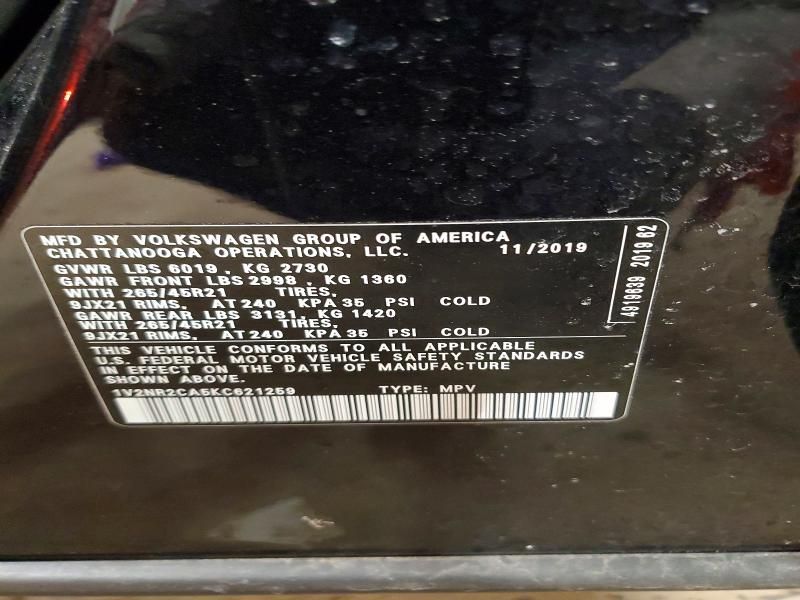 MFD BY VOLKSWAGEN GROUP OF AMERICA
CHATTANOOGA OPERATIONS, LLC. 11/2019
GVWR LBS 6019 , KG 2730
GAWR FRONT LBS 2998 , KG 1360
WITH 265/45R21 TIRES,
9JX21 RIMS, AT 240 KPA 35 PSI COLD
GAWR REAR LBS 3131, KG 1420
WITH 265/45R21 TIRES,
9JX21 RIMS, AT 240 KPA 35 PSI COLD
THIS VEHICLE CONFORMS TO ALL APPLICABLE
U.S. FEDERAL MOTOR VEHICLE SAFETY STANDARDS
IN EFFECT ON THE DATE OF MANUFACTURE
SHOWN ABOVE.
1V2NR2CA5KC621259 TYPE: MPV
4919639 2019 62